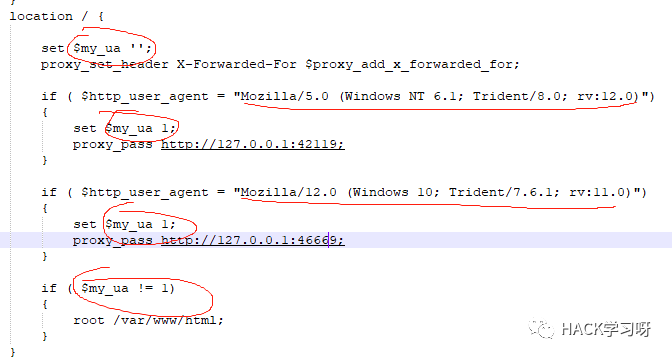 }
location / {
set $my_ua '';
proxy_set_header X-Forwarded-For $proxy_add_x_forwarded_for;
if ( $http_user_agent = "Mozilla/5.0 (Windows NT 6.1; Trident/8.0; rv:12.0)")
{
set $my_ua 1;
proxy_pass http://127.0.0.1:42119;
}
if ( $http_user_agent = "Mozilla/12.0 (Windows 10; Trident/7.6.1; rv:11.0)")
{
set $my_ua 1;
proxy_pass http://127.0.0.1:46669;
}
if ( $my_ua != 1)
{
root /var/www/html;
}
}
HACK学习呀